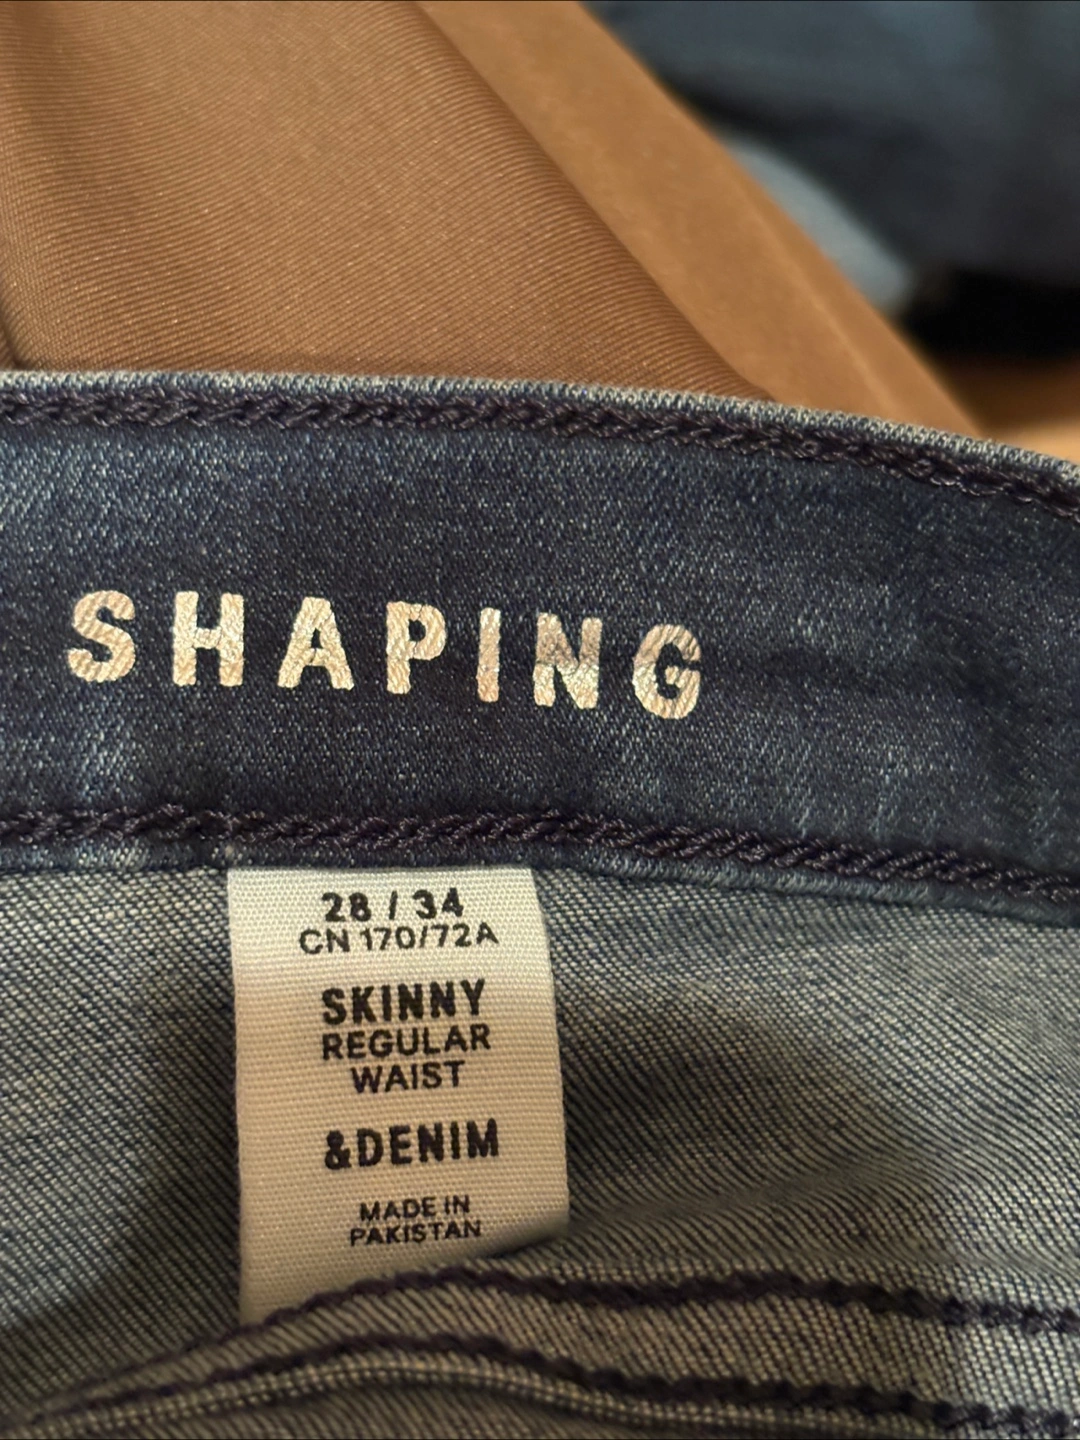 SHAPING
28 / 34
CN 170/72A
SKINNY
REGULAR
WAIST
&DENIM
MADE IN
PAKISTAN